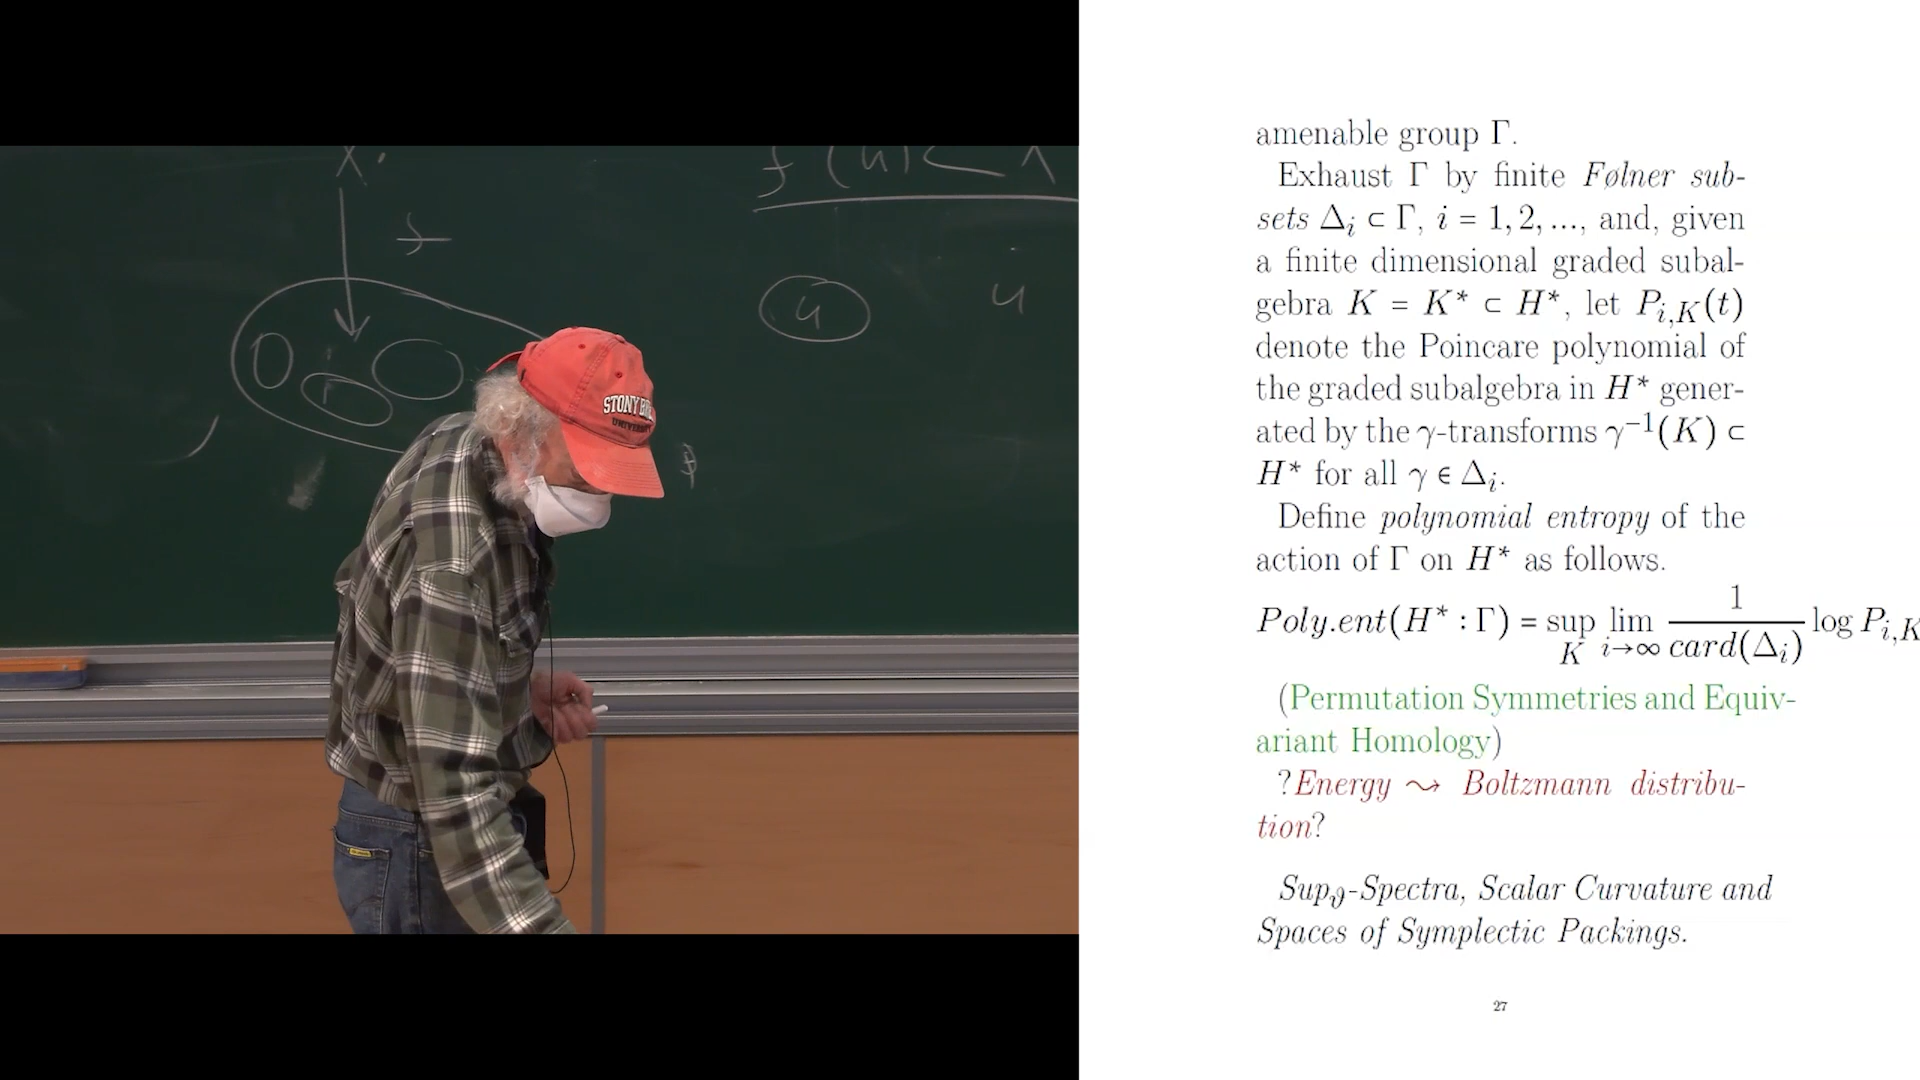 X
f
f(u) < λ
u
u
STONY B
amenable group Γ.
Exhaust Γ by finite Følner sub-
sets Δ_i ⊂ Γ, i = 1, 2, ..., and, given
a finite dimensional graded subal-
gebra K = K* ⊂ H*, let P_{i,K}(t)
denote the Poincare polynomial of
the graded subalgebra in H* gener-
ated by the γ-transforms γ^{-1}(K) ⊂
H* for all γ ∈ Δ_i.
Define polynomial entropy of the
action of Γ on H* as follows.
Poly.ent(H* : Γ) = sup_K lim_{i→∞} 1/card(Δ_i) log P_{i,K}
(Permutation Symmetries and Equiv-
ariant Homology)
?Energy ⤳ Boltzmann distribu-
tion?
Sup_ϑ-Spectra, Scalar Curvature and
Spaces of Symplectic Packings.
27